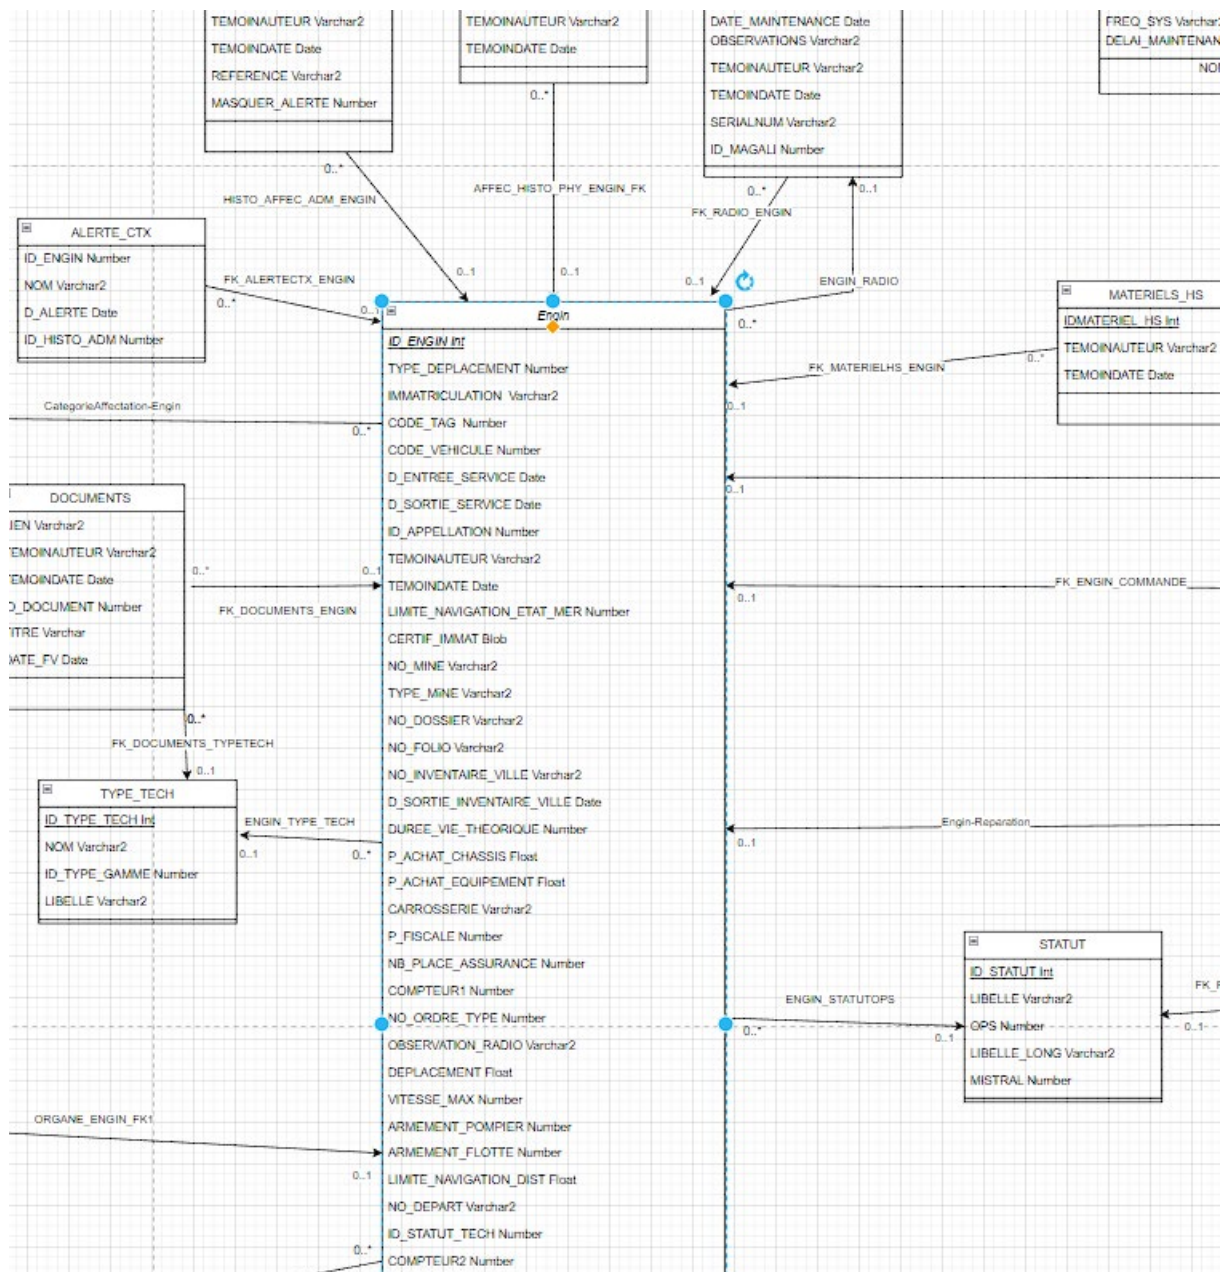 TEMOINAUTEUR Varchar2
TEMOINDATE Date
REFERENCE Varchar2
MASQUER_ALERTE Number
0..*
HISTO_AFFEC_ADM_ENGIN
0..1
TEMOINAUTEUR Varchar2
TEMOINDATE Date
0..*
AFFEC_HISTO_PHY_ENGIN_FK
0..1
DATE_MAINTENANCE Date
OBSERVATIONS Varchar2
TEMOINAUTEUR Varchar2
TEMOINDATE Date
SERIALNUM Varchar2
ID_MAGALI Number
0..*
0..1
FK_RADIO_ENGIN
0..1
ENGIN_RADIO
0..*
FREQ_SYS Varchar
DELAI_MAINTENAN
ALERTE_CTX
ID_ENGIN Number
NOM Varchar2
D_ALERTE Date
ID_HISTO_ADM Number
FK_ALERTECTX_ENGIN
0..*
0..1
MATERIELS_HS
IDMATERIEL_HS Int
TEMOINAUTEUR Varchar2
TEMOINDATE Date
0..*
FK_MATERIELHS_ENGIN
0..1
CategorieAffectation-Engin
0..*
DOCUMENTS
IEN Varchar2
TEMOINAUTEUR Varchar2
TEMOINDATE Date
O_DOCUMENT Number
TITRE Varchar
DATE_FV Date
0..*
0..1
FK_DOCUMENTS_ENGIN
0..*
FK_DOCUMENTS_TYPETECH
0..1
TYPE_TECH
ID_TYPE_TECH Int
NOM Varchar2
ID_TYPE_GAMME Number
LIBELLE Varchar2
ENGIN_TYPE_TECH
0..1
0..*
ORGANE_ENGIN_FK1
0..1
0..*
Engin
ID_ENGIN Int
TYPE_DEPLACEMENT Number
IMMATRICULATION Varchar2
CODE_TAG Number
CODE_VEHICULE Number
D_ENTREE_SERVICE Date
D_SORTIE_SERVICE Date
ID_APPELLATION Number
TEMOINAUTEUR Varchar2
TEMOINDATE Date
LIMITE_NAVIGATION_ETAT_MER Number
CERTIF_IMMAT Blob
NO_MINE Varchar2
TYPE_MINE Varchar2
NO_DOSSIER Varchar2
NO_FOLIO Varchar2
NO_INVENTAIRE_VILLE Varchar2
D_SORTIE_INVENTAIRE_VILLE Date
DUREE_VIE_THEORIQUE Number
P_ACHAT_CHASSIS Float
P_ACHAT_EQUIPEMENT Float
CARROSSERIE Varchar2
P_FISCALE Number
NB_PLACE_ASSURANCE Number
COMPTEUR1 Number
NO_ORDRE_TYPE Number
OBSERVATION_RADIO Varchar2
DEPLACEMENT Float
VITESSE_MAX Number
ARMEMENT_POMPIER Number
ARMEMENT_FLOTTE Number
LIMITE_NAVIGATION_DIST Float
NO_DEPART Varchar2
ID_STATUT_TECH Number
COMPTEUR2 Number
0..1
FK_ENGIN_COMMANDE
0..1
Engin-Reparation
0..1
ENGIN_STATUTOPS
0..*
0..1
STATUT
ID_STATUT Int
LIBELLE Varchar2
OPS Number
LIBELLE_LONG Varchar2
MISTRAL Number
0..1